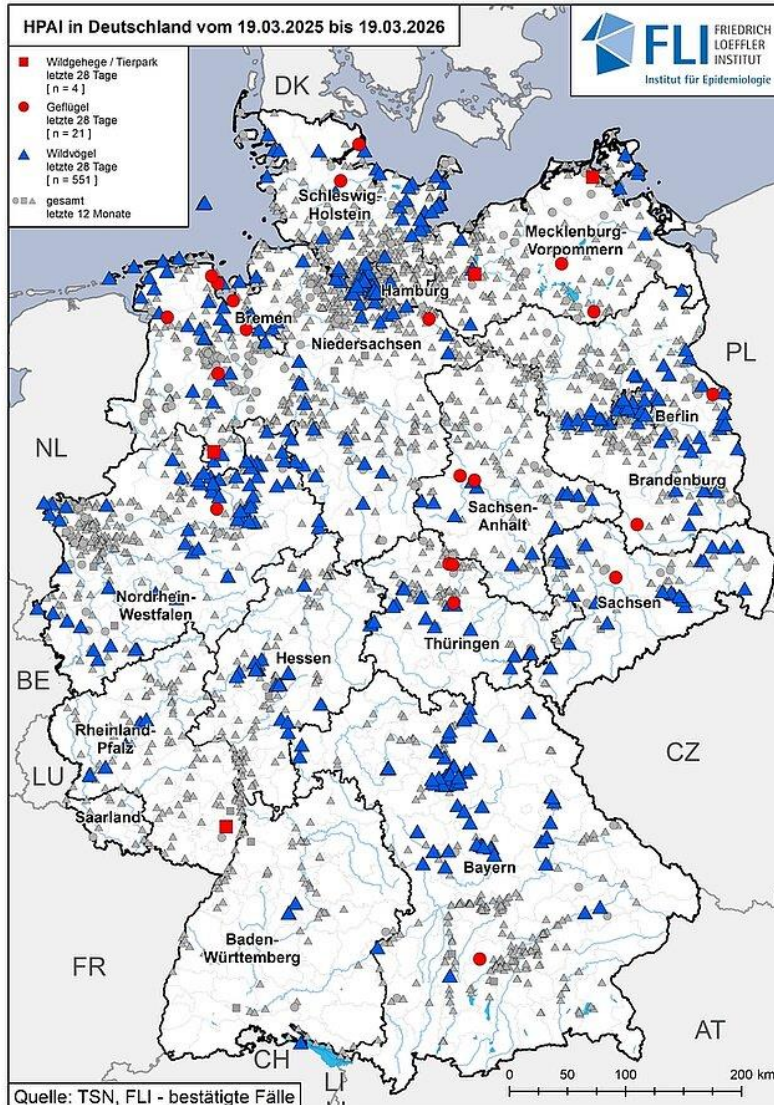 HPAI in Deutschland vom 19.03.2025 bis 19.03.2026
FLI
FRIEDRICH
LOEFFLER
INSTITUT
Institut für Epidemiologie
Wildgehege / Tierpark
letzte 28 Tage
[ n = 4 ]
Geflügel
letzte 28 Tage
[ n = 21 ]
Wildvögel
letzte 28 Tage
[ n = 551 ]
gesamt
letzte 12 Monate
DK
Schleswig-
Holstein
Mecklenburg-
Vorpommern
Hamburg
Bremen
Niedersachsen
PL
Berlin
NL
Brandenburg
Sachsen-
Anhalt
Nordrhein-
Westfalen
Sachsen
Thüringen
Hessen
BE
Rheinland-
Pfalz
CZ
LU
Saarland
Bayern
Baden-
Württemberg
FR
AT
CH
LI
0 50 100 200 km
Quelle: TSN, FLI - bestätigte Fälle